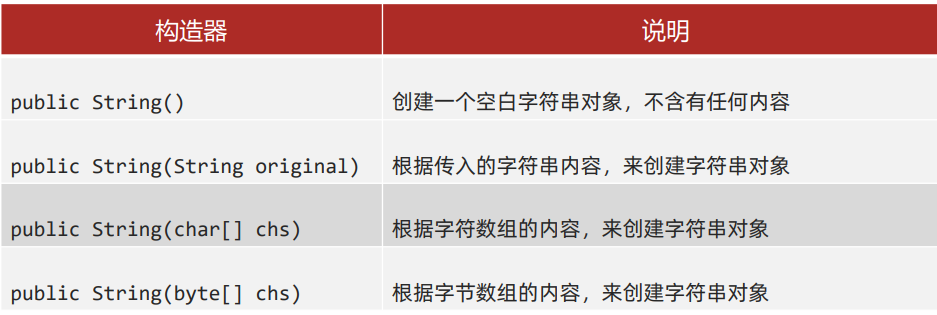 构造器 说明
public String() 创建一个空白字符串对象，不含有任何内容
public String(String original) 根据传入的字符串内容，来创建字符串对象
public String(char[] chs) 根据字符数组的内容，来创建字符串对象
public String(byte[] chs) 根据字节数组的内容，来创建字符串对象